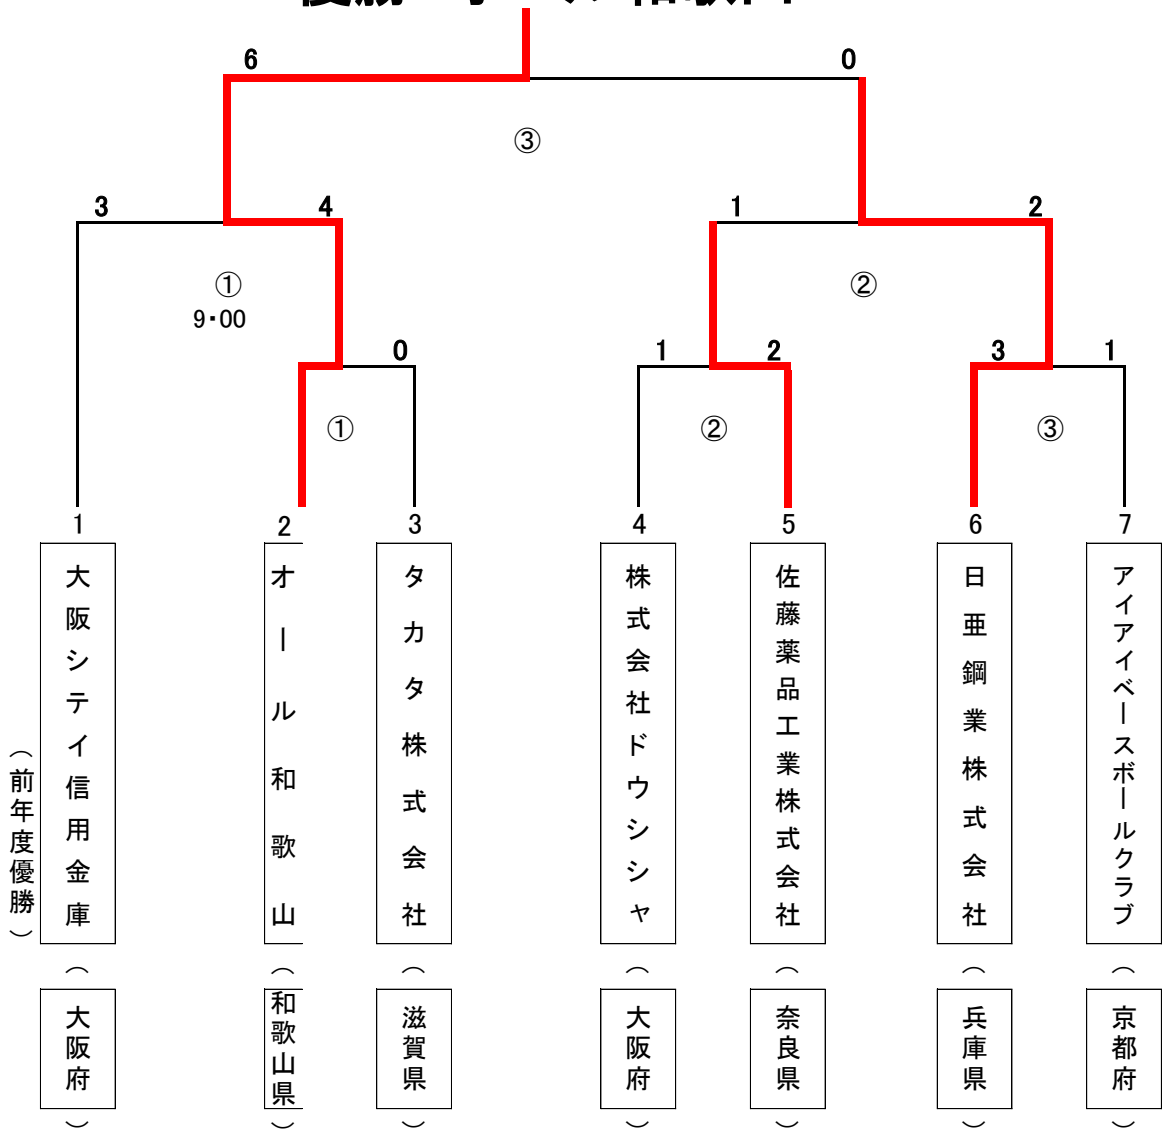 6
0
③
3
4
1
2
①
②
9・00
0
1
2
3
1
①
②
③
1
2
3
4
5
6
7
大阪シテイ信用金庫
(前年度優勝)
オール和歌山
タカタ株式会社
株式会社ドウシシャ
佐藤薬品工業株式会社
日亜鋼業株式会社
アイアイベースボールクラブ
(大阪府)
(和歌山県)
(滋賀県)
(大阪府)
(奈良県)
(兵庫県)
(京都府)